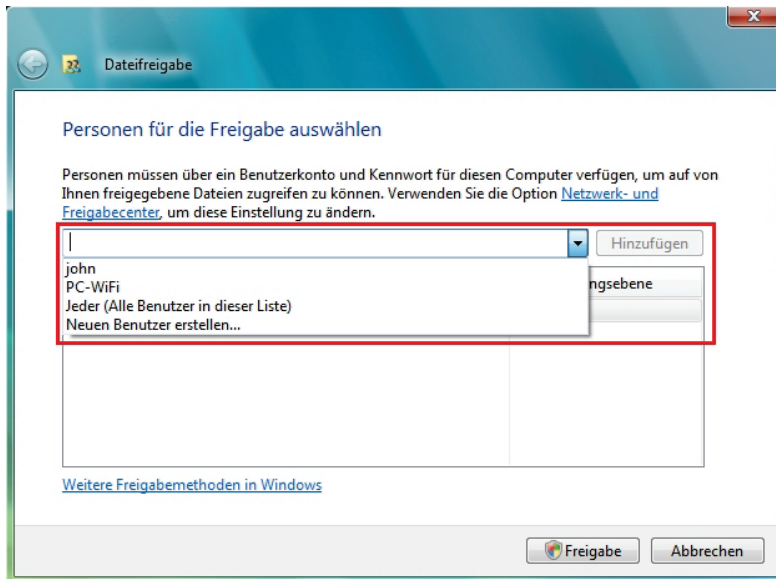 Dateifreigabe
Personen für die Freigabe auswählen
Personen müssen über ein Benutzerkonto und Kennwort für diesen Computer verfügen, um auf von
Ihnen freigegebene Dateien zugreifen zu können. Verwenden Sie die Option Netzwerk- und
Freigabecenter, um diese Einstellung zu ändern.
Hinzufügen
john
PC-WiFi
ngsebene
Jeder (Alle Benutzer in dieser Liste)
Neuen Benutzer erstellen...
Weitere Freigabemethoden in Windows
Freigabe Abbrechen